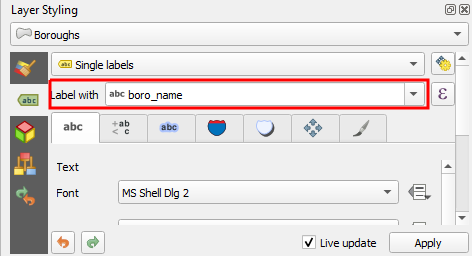 Layer Styling
Boroughs
abc Single labels
Label with abc boro_name ε
abc
abc +ab < c abc
Text
Font MS Shell Dlg 2
Live update Apply